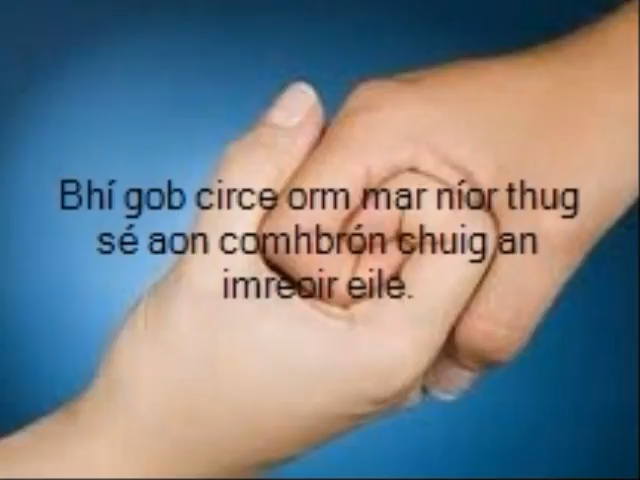 Bhí gob circe orm mar níor thug
sé aon comhbrón chuig an
imreoir eile.